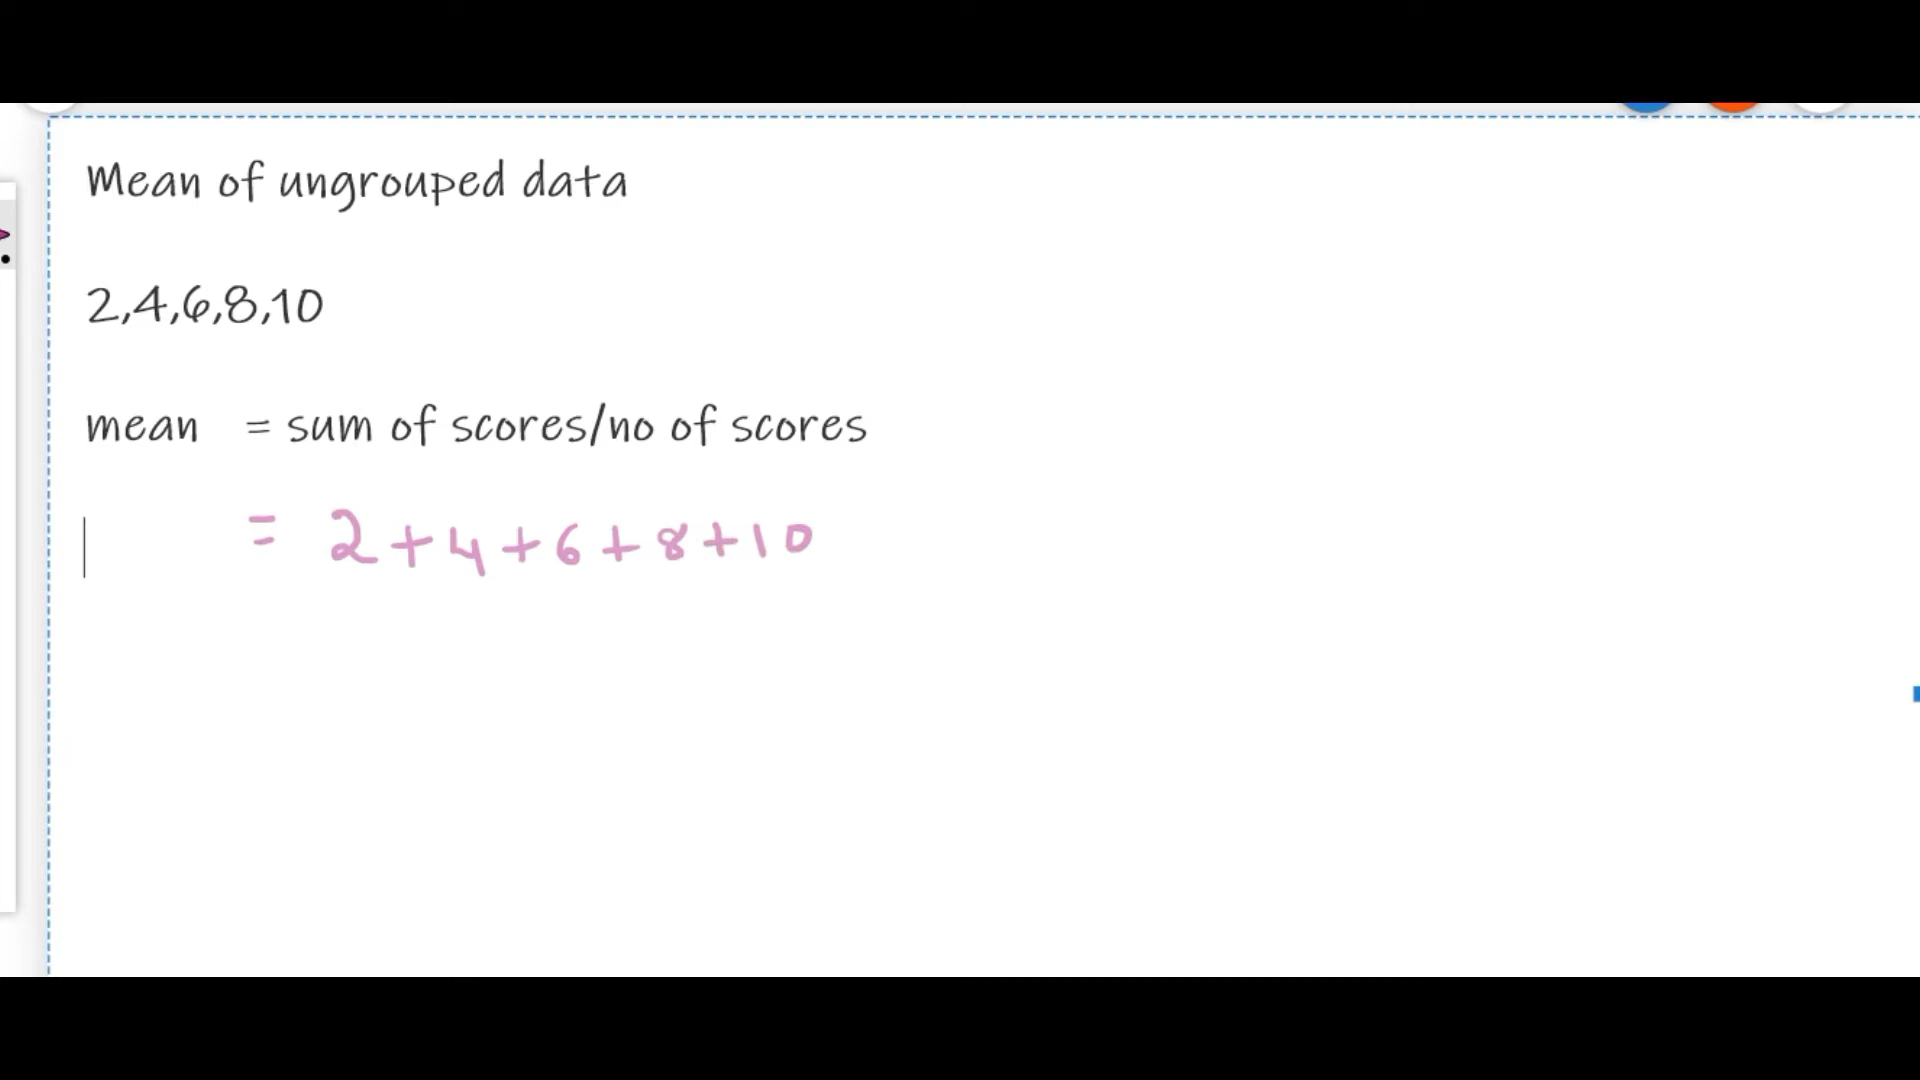 Mean of ungrouped data
2,4,6,8,10
mean = sum of scores/no of scores
= 2+4+6+8+10